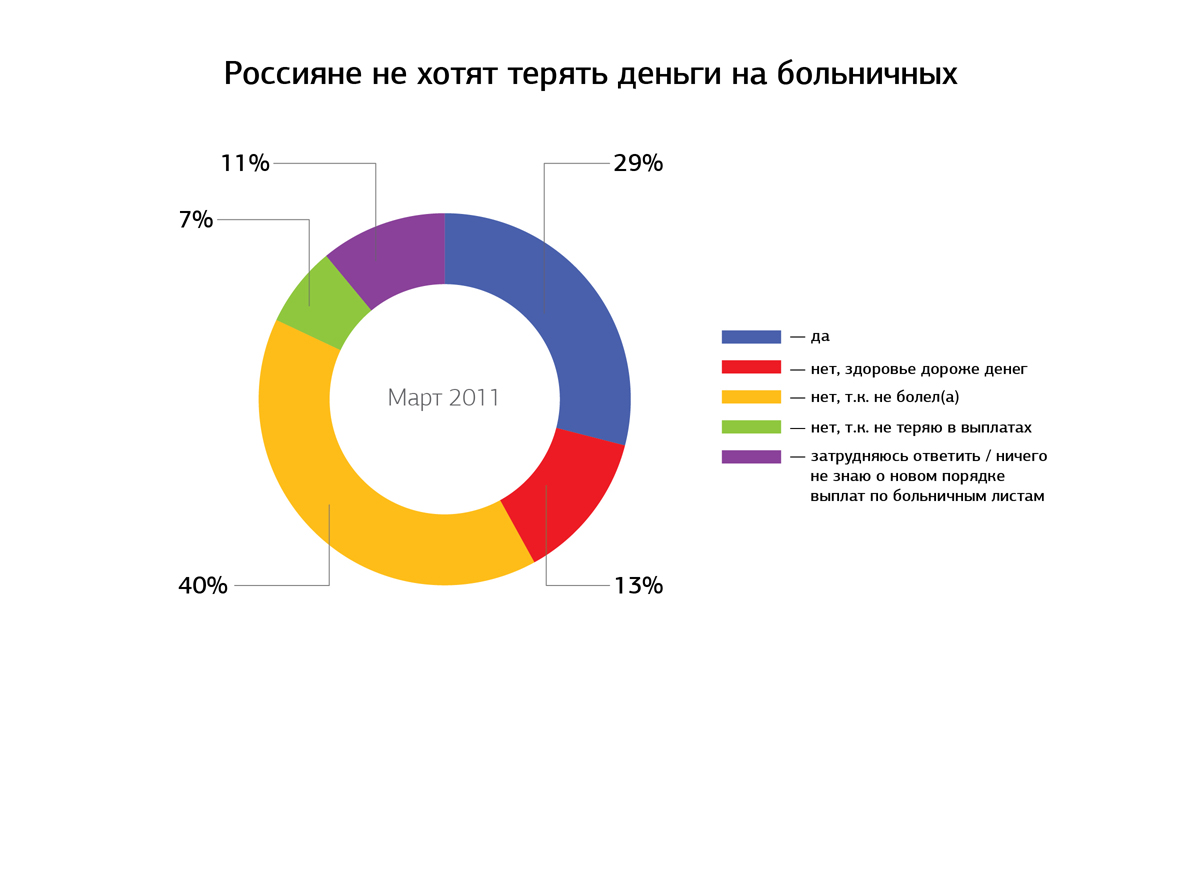 Россияне не хотят терять деньги на больничных
11%
29%
7%
Март 2011
40%
13%
— да
— нет, здоровье дороже денег
— нет, т.к. не болел(а)
— нет, т.к. не теряю в выплатах
— затрудняюсь ответить / ничего
не знаю о новом порядке
выплат по больничным листам